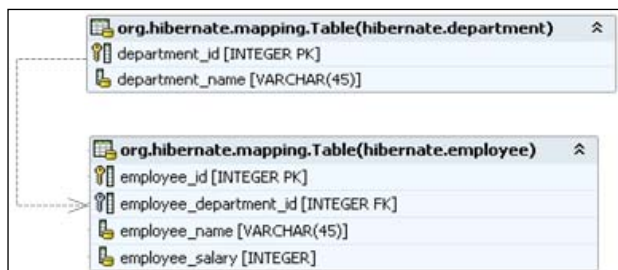 org.hibernate.mapping.Table(hibernate.department)
department_id [INTEGER PK]
department_name [VARCHAR(45)]
org.hibernate.mapping.Table(hibernate.employee)
employee_id [INTEGER PK]
employee_department_id [INTEGER FK]
employee_name [VARCHAR(45)]
employee_salary [INTEGER]